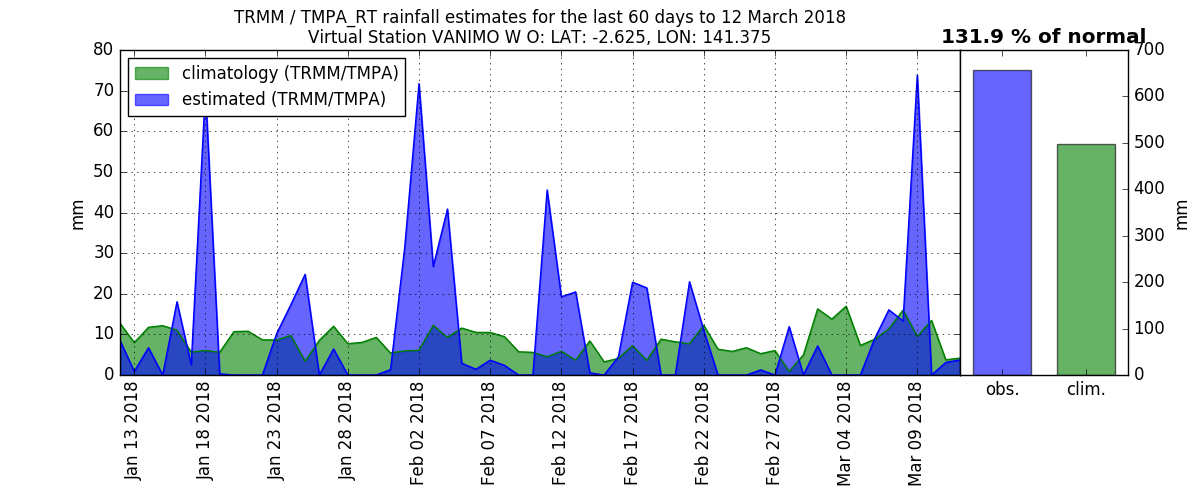 TRMM / TMPA_RT rainfall estimates for the last 60 days to 12 March 2018
Virtual Station VANIMO W O: LAT: -2.625, LON: 141.375
131.9 % of normal
climatology (TRMM/TMPA)
estimated (TRMM/TMPA)
80
70
60
50
40
30
20
10
0
mm
700
600
500
400
300
200
100
0
mm
Jan 13 2018
Jan 18 2018
Jan 23 2018
Jan 28 2018
Feb 02 2018
Feb 07 2018
Feb 12 2018
Feb 17 2018
Feb 22 2018
Feb 27 2018
Mar 04 2018
Mar 09 2018
obs.
clim.